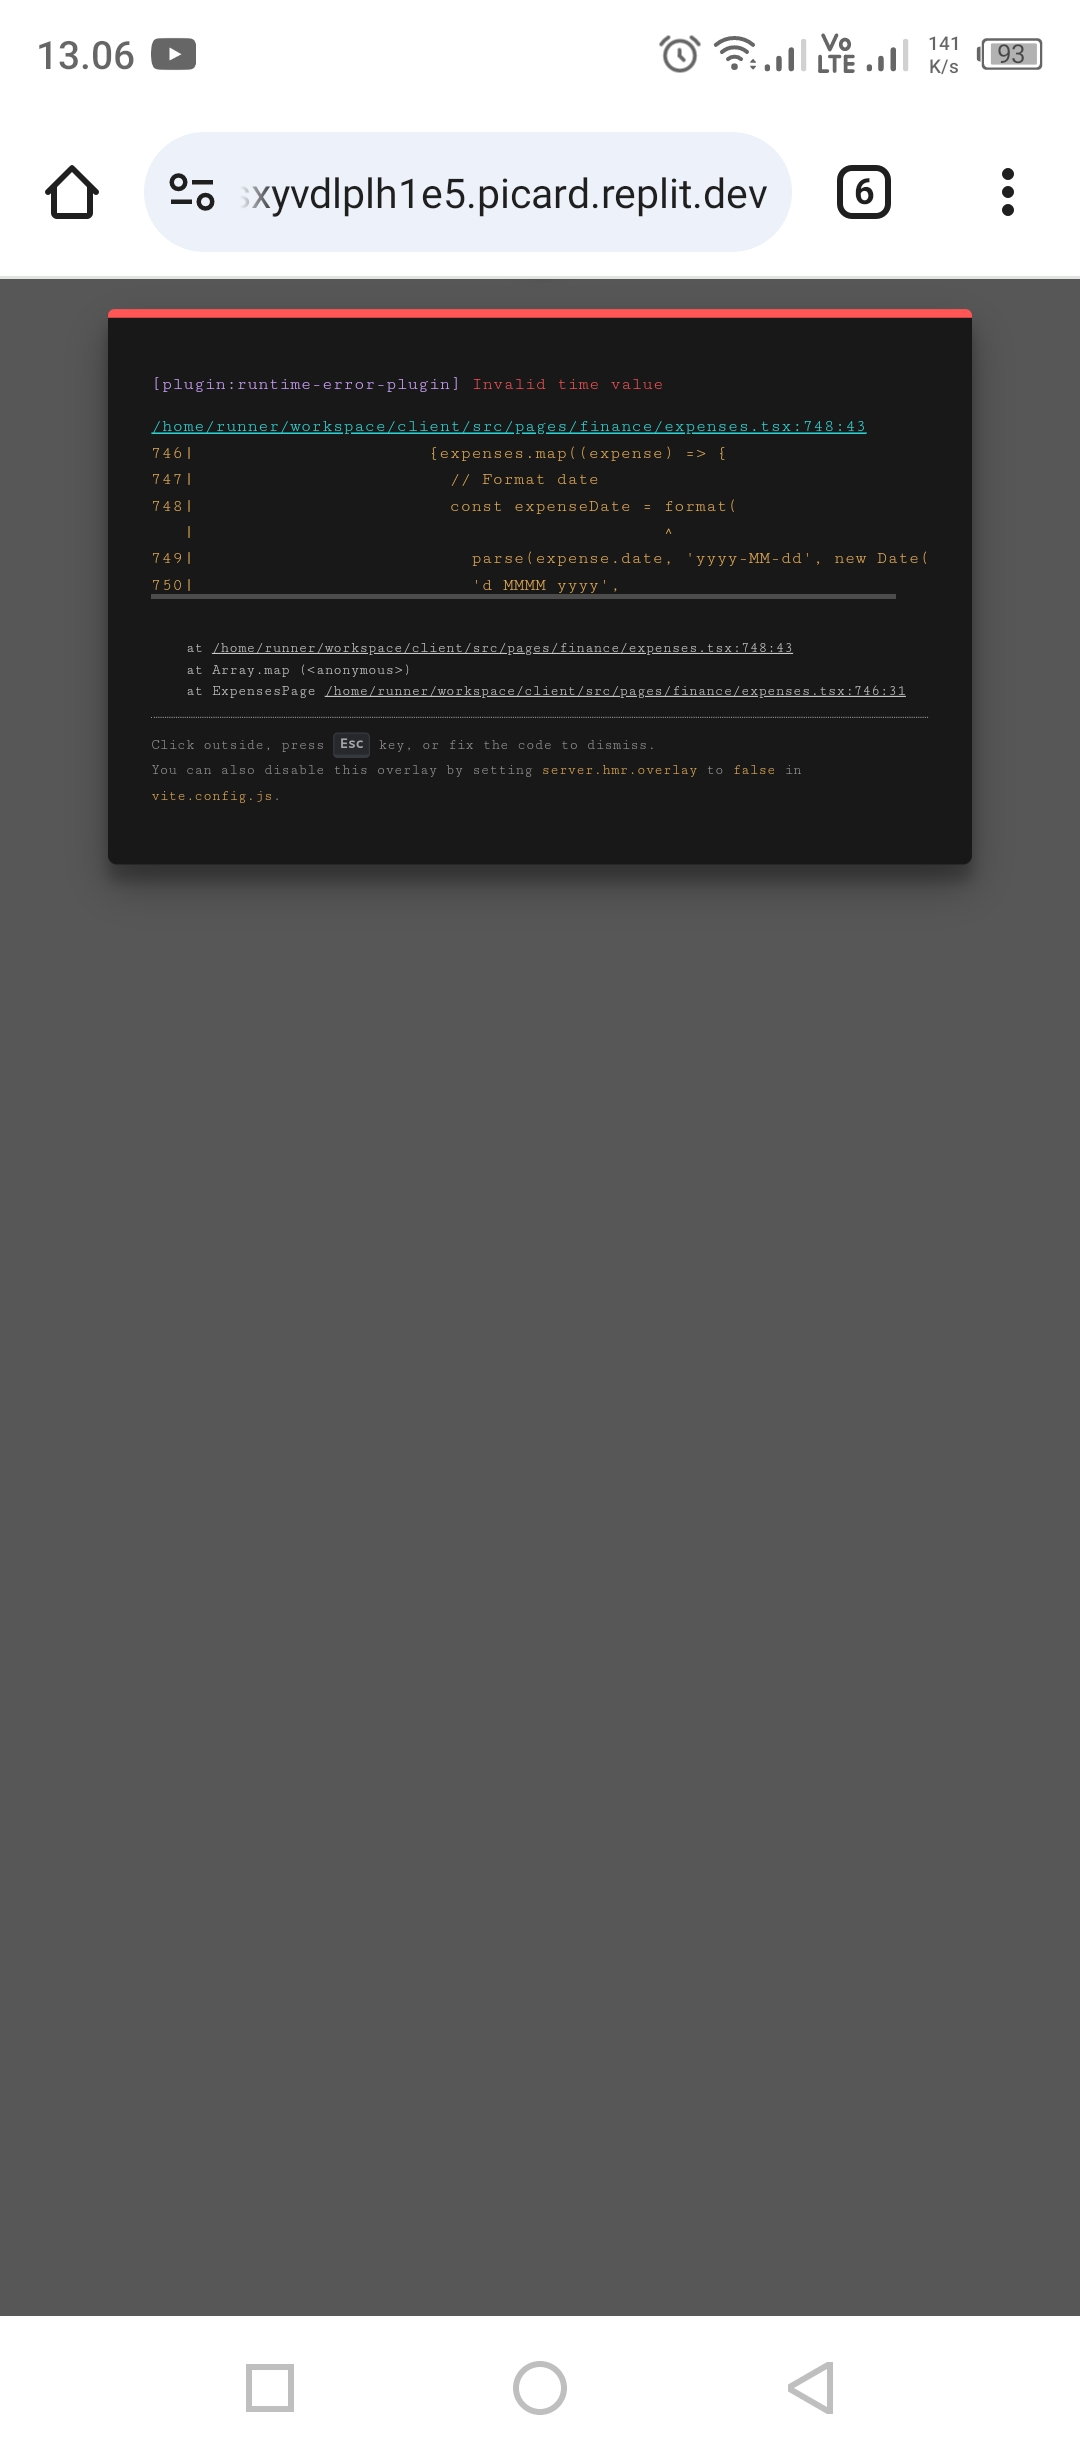 13.06
Vo
LTE
141
K/s
93
xyvdlplh1e5.picard.replit.dev
6
[plugin:runtime-error-plugin] Invalid time value
/home/runner/workspace/client/src/pages/finance/expenses.tsx:748:43
746|                      {expenses.map((expense) => {
747|                        // Format date
748|                        const expenseDate = format(
   |                                            ^
749|                          parse(expense.date, 'yyyy-MM-dd', new Date(
750|                          'd MMMM yyyy',
at /home/runner/workspace/client/src/pages/finance/expenses.tsx:748:43
at Array.map (<anonymous>)
at ExpensesPage /home/runner/workspace/client/src/pages/finance/expenses.tsx:746:31
Click outside, press Esc key, or fix the code to dismiss.
You can also disable this overlay by setting server.hmr.overlay to false in
vite.config.js.